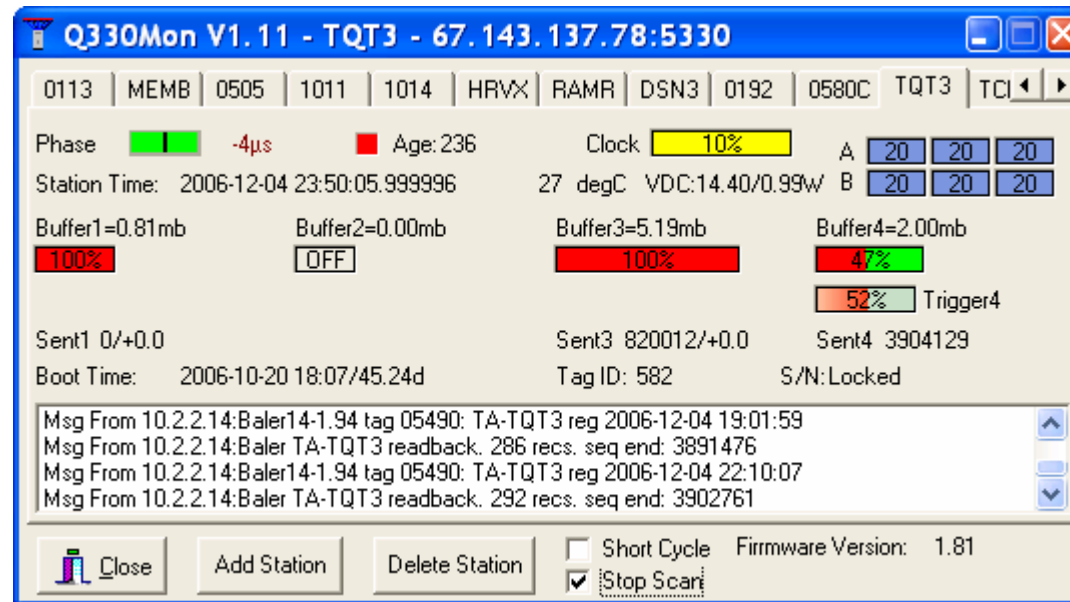 Q330Mon V1.11 - TQT3 - 67.143.137.78:5330
0113 MEMB 0505 1011 1014 HRVX RAMR DSN3 0192 0580C TQT3
Phase -4µs Age: 236 Clock 10% A 20 20 20
Station Time: 2006-12-04 23:50:05.999996 27 degC VDC:14.40/0.99W B 20 20 20
Buffer1=0.81mb Buffer2=0.00mb Buffer3=5.19mb Buffer4=2.00mb
100% OFF 100% 47%
52% Trigger4
Sent1 0/+0.0 Sent3 820012/+0.0 Sent4 3904129
Boot Time: 2006-10-20 18:07/45.24d Tag ID: 582 S/N:Locked
Msg From 10.2.2.14:Baler14-1.94 tag 05490: TA-TQT3 reg 2006-12-04 19:01:59
Msg From 10.2.2.14:Baler TA-TQT3 readback. 286 recs. seq end: 3891476
Msg From 10.2.2.14:Baler14-1.94 tag 05490: TA-TQT3 reg 2006-12-04 22:10:07
Msg From 10.2.2.14:Baler TA-TQT3 readback. 292 recs. seq end: 3902761
Close Add Station Delete Station Short Cycle Firmware Version: 1.81
Stop Scan